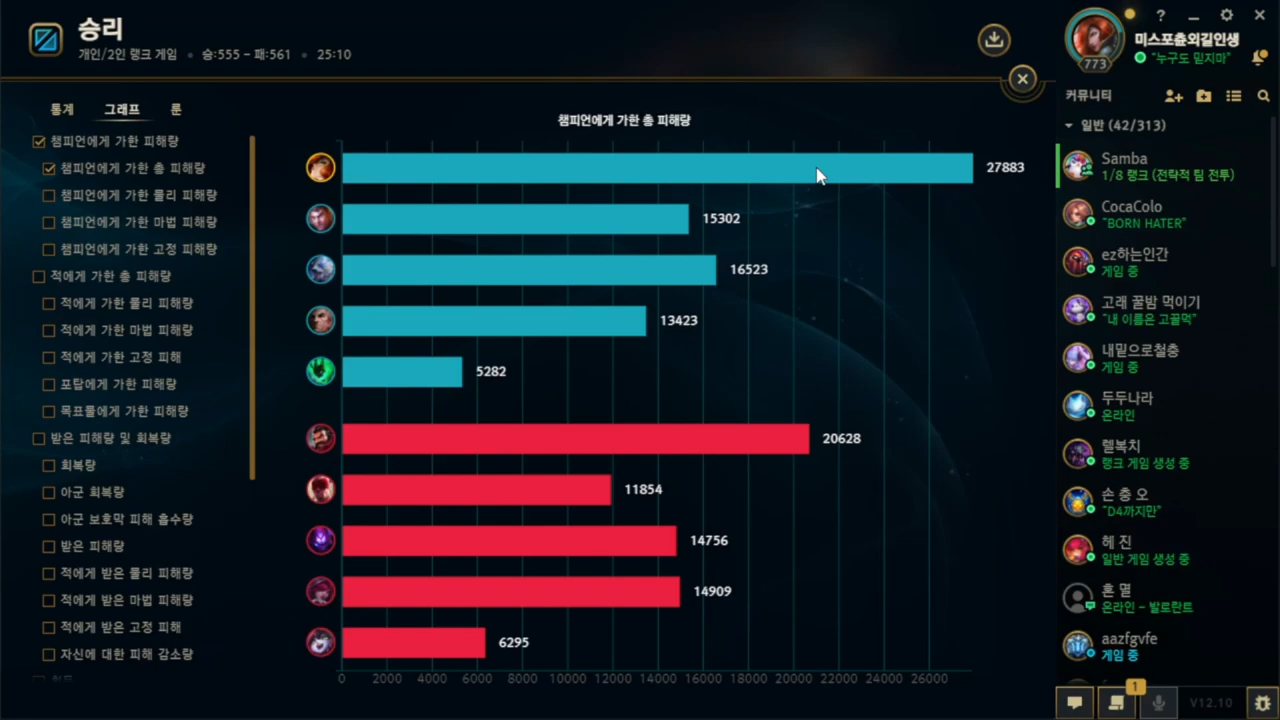 승리
개인/2인 랭크 게임 • 승:555 - 패:561 • 25:10
통계 그래프 룬
챔피언에게 가한 피해량
챔피언에게 가한 총 피해량
챔피언에게 가한 물리 피해량
챔피언에게 가한 마법 피해량
챔피언에게 가한 고정 피해량
적에게 가한 총 피해량
적에게 가한 물리 피해량
적에게 가한 마법 피해량
적에게 가한 고정 피해
포탑에게 가한 피해량
목표물에게 가한 피해량
받은 피해량 및 회복량
회복량
아군 회복량
아군 보호막 피해 흡수량
받은 피해량
적에게 받은 물리 피해량
적에게 받은 마법 피해량
적에게 받은 고정 피해
자신에 대한 피해 감소량
챔피언에게 가한 총 피해량
27883
15302
16523
13423
5282
20628
11854
14756
14909
6295
0 2000 4000 6000 8000 10000 12000 14000 16000 18000 20000 22000 24000 26000
?
773
미스포츈외길인생
"누구도 믿지마"
커뮤니티
일반 (42/313)
Samba
1/8 랭크 (전략적 팀 전투)
CocaColo
"BORN HATER"
ez하는인간
게임 중
고래 꿀밤 먹이기
"내 이름은 고꿀먹"
내밑으로철충
게임 중
두두나라
온라인
렐복치
랭크 게임 생성 중
손 충 오
"D4까지만"
헤 진
일반 게임 생성 중
혼 멸
온라인 - 발로란트
aazfgvfe
게임 중
1
V12.10